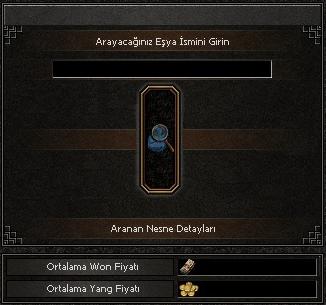 Arayacağınız Eşya İsmini Girin
Aranan Nesne Detayları
Ortalama Won Fiyatı
Ortalama Yang Fiyatı